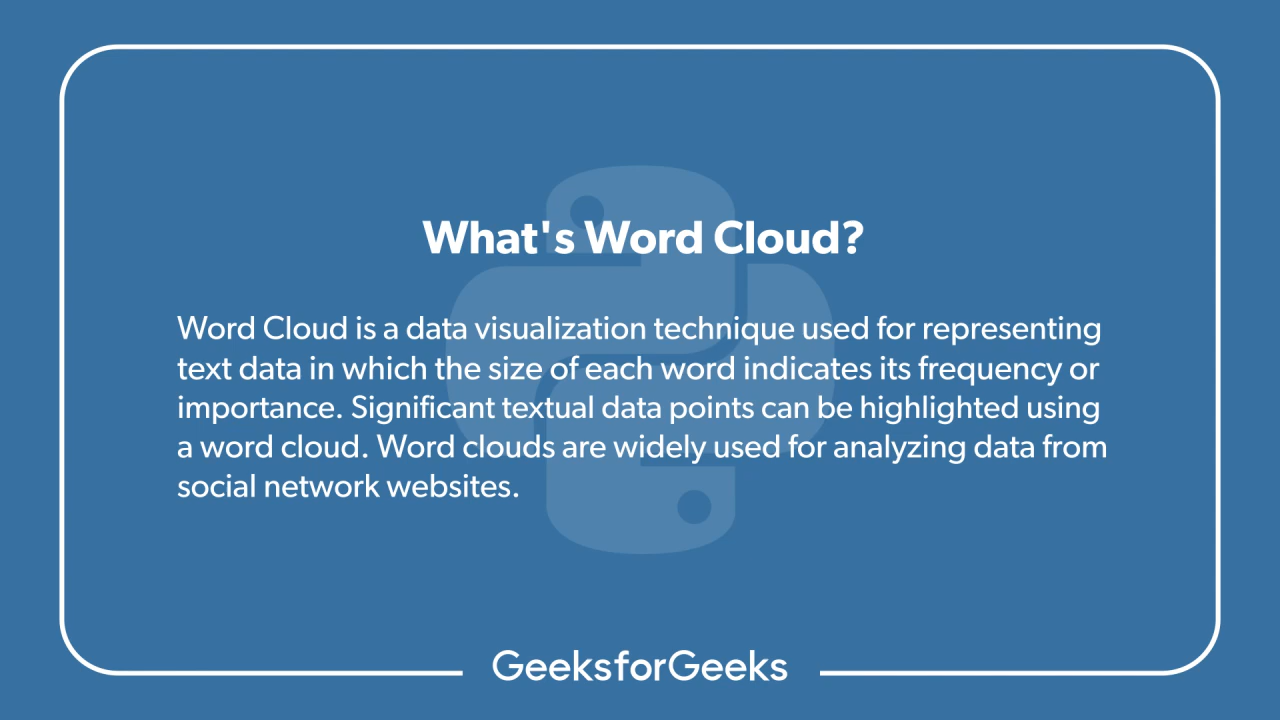 What's Word Cloud?
Word Cloud is a data visualization technique used for representing
text data in which the size of each word indicates its frequency or
importance. Significant textual data points can be highlighted using
a word cloud. Word clouds are widely used for analyzing data from
social network websites.
GeeksforGeeks